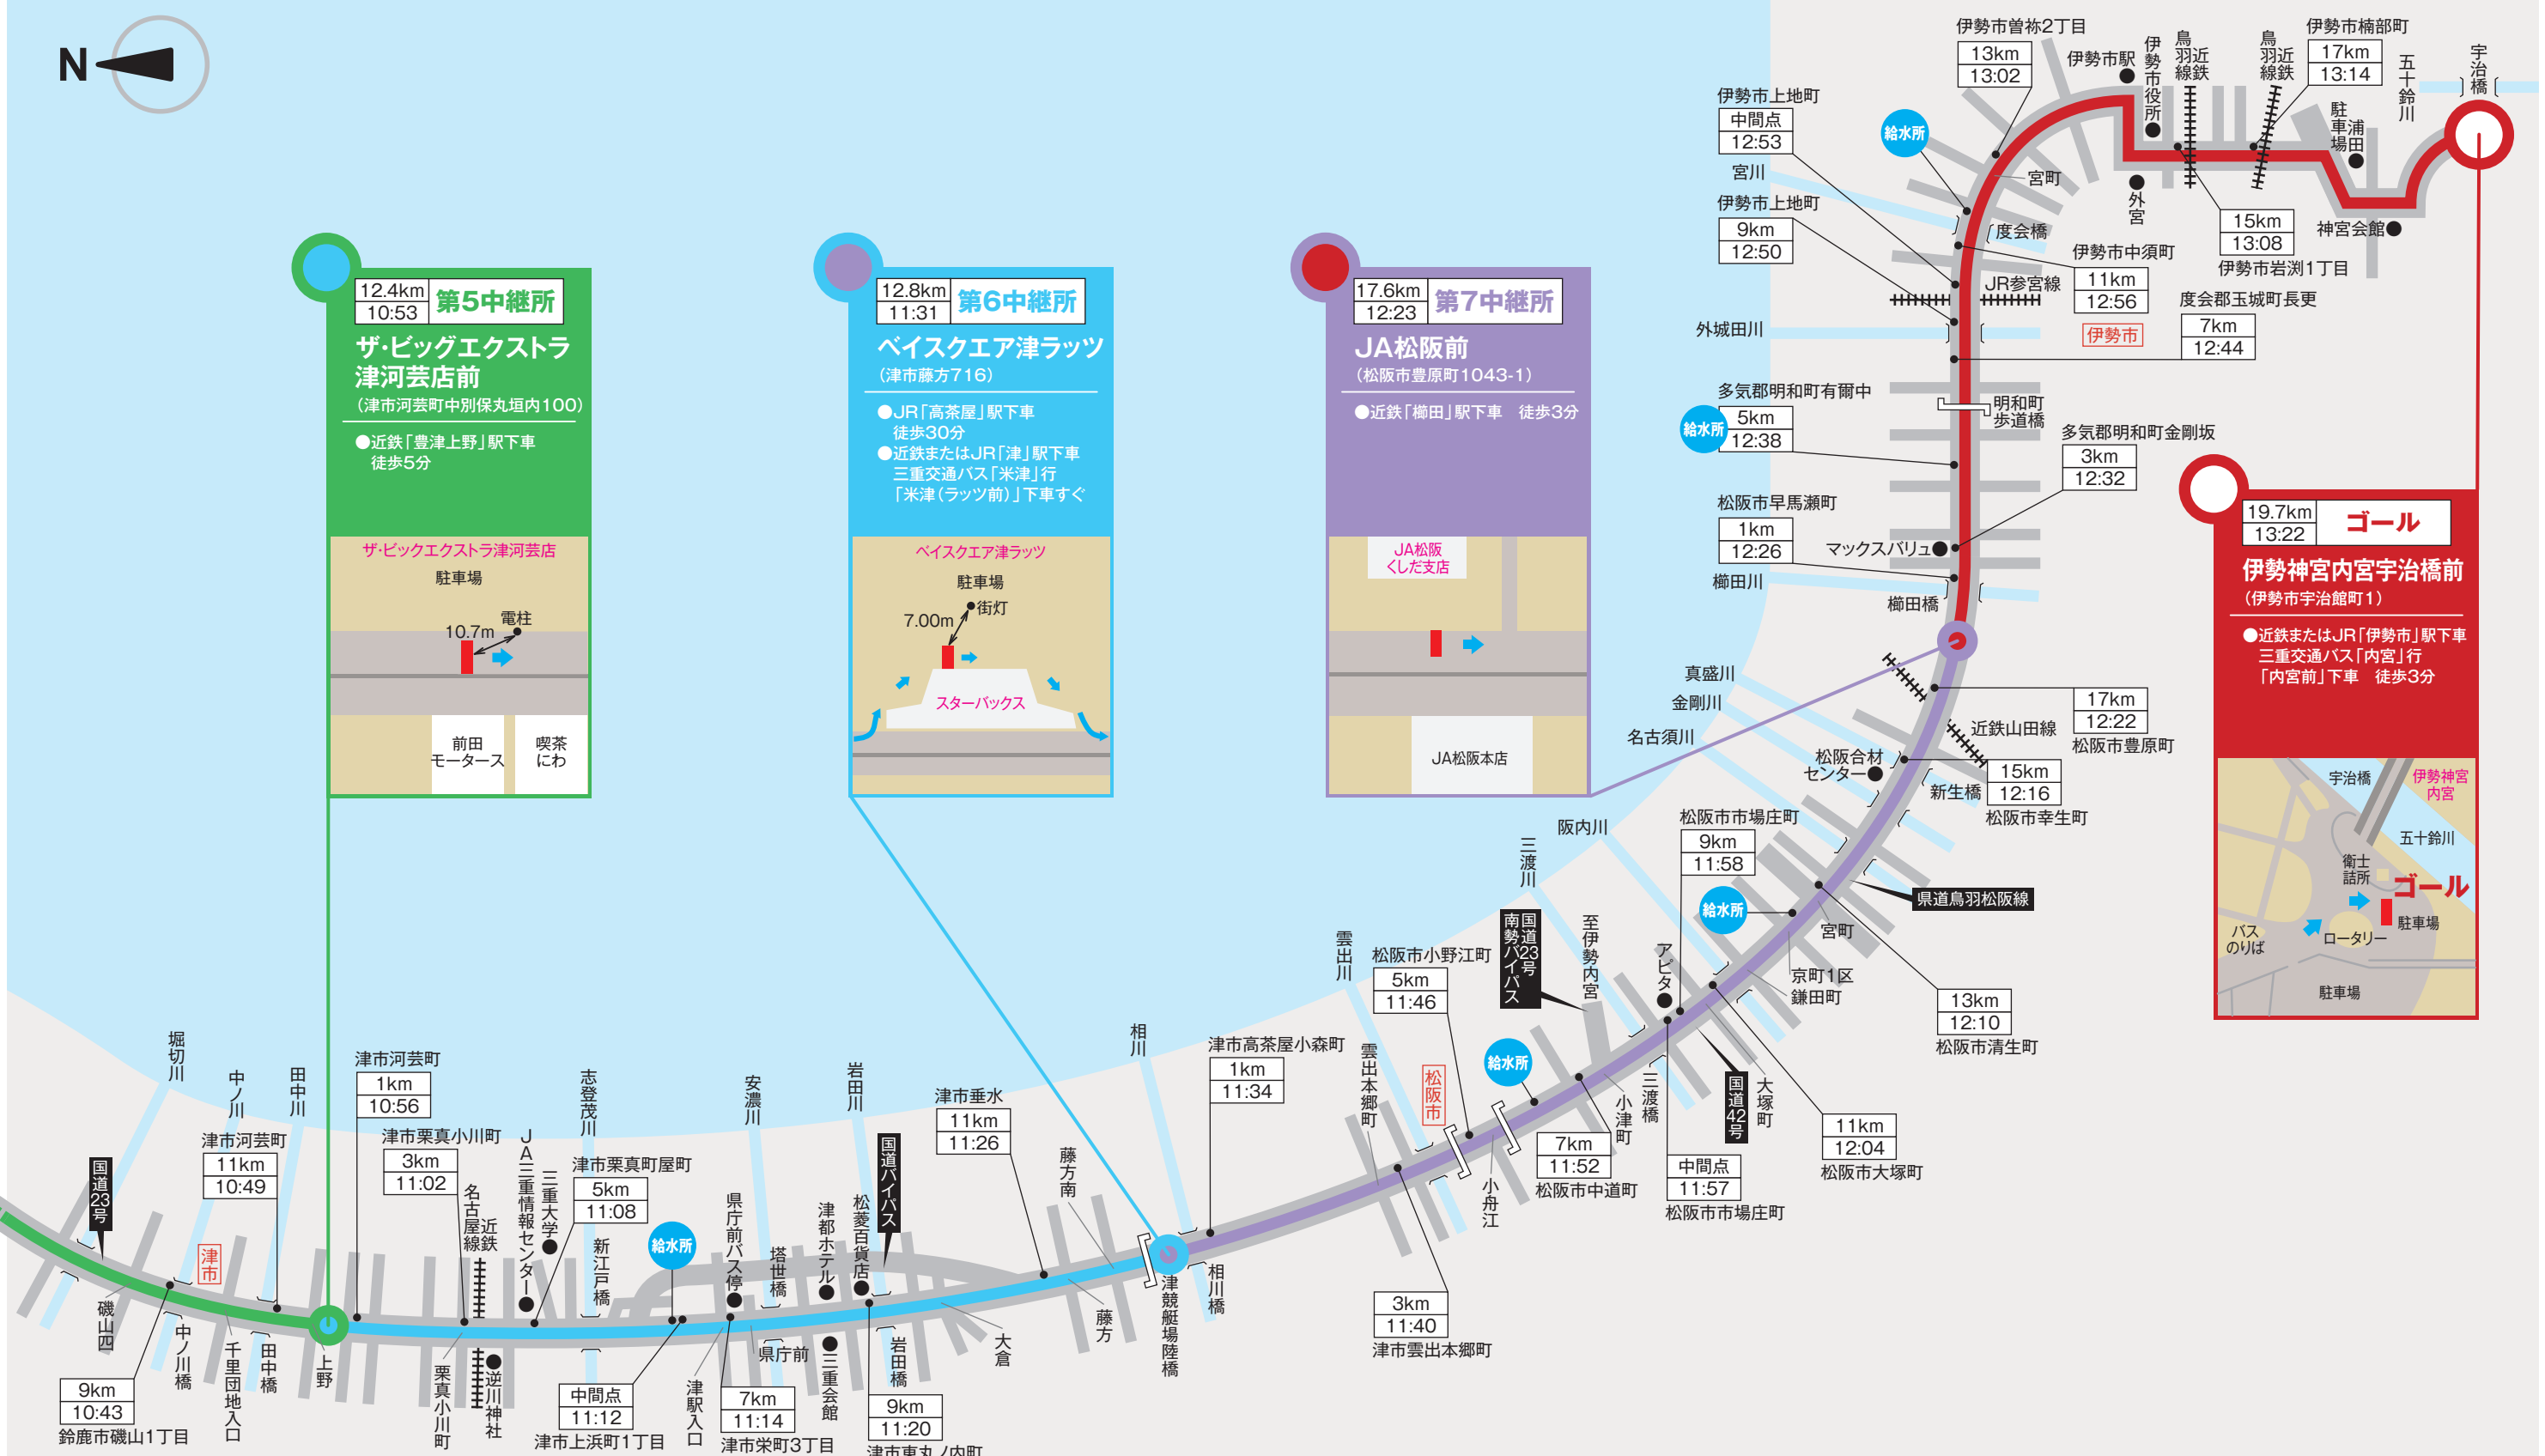 N
12.4km
10:53
第5中継所
ザ・ビッグエクストラ
津河芸店前
（津市河芸町中別保丸垣内100）
●近鉄「豊津上野」駅下車
徒歩5分
ザ・ビックエクストラ津河芸店
駐車場
電柱
10.7m
前田
モータース
喫茶
にわ
12.8km
11:31
第6中継所
ベイスクエア津ラッツ
（津市藤方716）
●JR「高茶屋」駅下車
徒歩30分
●近鉄またはJR「津」駅下車
三重交通バス「米津」行
「米津（ラッツ前）」下車すぐ
ベイスクエア津ラッツ
駐車場
街灯
7.00m
スターバックス
17.6km
12:23
第7中継所
JA松阪前
（松阪市豊原町1043-1）
●近鉄「櫛田」駅下車　徒歩3分
JA松阪
くしだ支店
JA松阪本店
19.7km
13:22
ゴール
伊勢神宮内宮宇治橋前
（伊勢市宇治館町1）
●近鉄またはJR「伊勢市」駅下車
三重交通バス「内宮」行
「内宮前」下車　徒歩3分
宇治橋
伊勢神宮
内宮
五十鈴川
衛士
詰所
ゴール
駐車場
バス
のりば
ロータリー
駐車場
堀切川
中ノ川
田中川
国道23号
津市河芸町
11km
10:49
津市
磯山四
中ノ川橋
千里団地入口
田中橋
上野
9km
10:43
鈴鹿市磯山1丁目
津市河芸町
1km
10:56
津市栗真小川町
3km
11:02
近鉄
名古屋線
JA三重情報センター
三重大学
志登茂川
津市栗真町屋町
5km
11:08
新江戸橋
給水所
栗真小川町
逆川神社
中間点
11:12
津市上浜町1丁目
安濃川
県庁前バス停
塔世橋
津都ホテル
岩田川
松菱百貨店
国道バイパス
津駅入口
県庁前
7km
11:14
津市栄町3丁目
三重会館
岩田橋
9km
11:20
津市東丸ノ内町
津市垂水
11km
11:26
大倉
藤方南
藤方
相川
津競艇場陸橋
相川橋
津市高茶屋小森町
1km
11:34
雲出川
雲出本郷町
3km
11:40
津市雲出本郷町
松阪市
松阪市小野江町
5km
11:46
給水所
小舟江
7km
11:52
松阪市中道町
国道23号
南勢バイパス
至伊勢内宮
三渡川
小津町
三渡橋
アピタ
中間点
11:57
松阪市市場庄町
松阪市市場庄町
9km
11:58
国道42号
大塚町
11km
12:04
松阪市大塚町
阪内川
給水所
鎌田町
京町1区
宮町
13km
12:10
松阪市清生町
県道鳥羽松阪線
名古須川
金剛川
真盛川
松阪合材
センター
新生橋
15km
12:16
松阪市幸生町
近鉄山田線
17km
12:22
松阪市豊原町
櫛田川
櫛田橋
松阪市早馬瀬町
1km
12:26
マックスバリュ
多気郡明和町金剛坂
3km
12:32
多気郡明和町有爾中
5km
12:38
給水所
明和町
歩道橋
度会郡玉城町長更
7km
12:44
外城田川
伊勢市
JR参宮線
伊勢市上地町
9km
12:50
伊勢市上地町
中間点
12:53
伊勢市中須町
11km
12:56
宮川
度会橋
給水所
宮町
伊勢市曽祢2丁目
13km
13:02
伊勢市駅
伊勢市役所
外宮
近鉄
鳥羽線
15km
13:08
伊勢市岩渕1丁目
近鉄
鳥羽線
伊勢市楠部町
17km
13:14
浦田
駐車場
神宮会館
五十鈴川
宇治橋